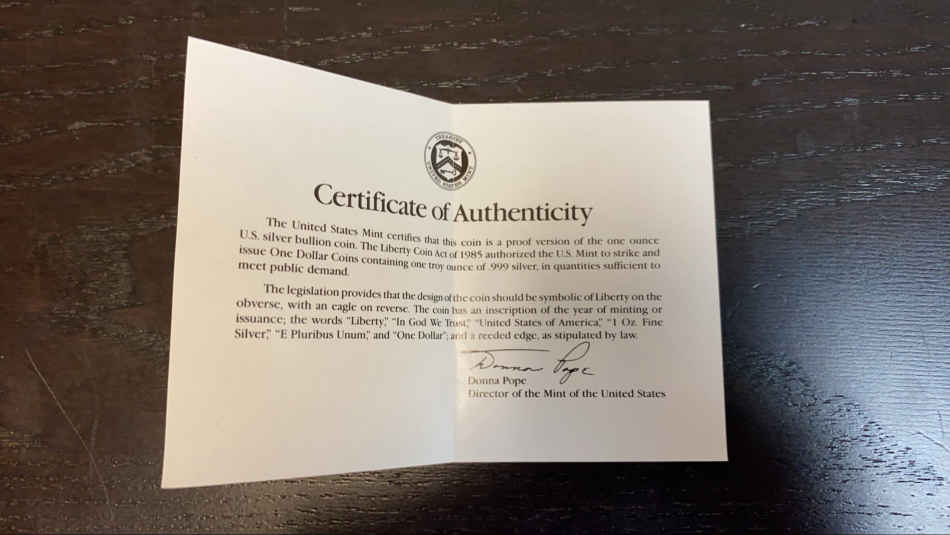 TREASURY
UNITED STATES MINT
Certificate of Authenticity
The United States Mint certifies that this coin is a proof version of the one ounce
U.S. silver bullion coin. The Liberty Coin Act of 1985 authorized the U.S. Mint to strike and
issue One Dollar Coins containing one troy ounce of .999 silver, in quantities sufficient to
meet public demand.
The legislation provides that the design of the coin should be symbolic of Liberty on the
obverse, with an eagle on reverse. The coin has an inscription of the year of minting or
issuance; the words “Liberty,” “In God We Trust,” “United States of America,” “1 Oz. Fine
Silver,” “E Pluribus Unum,” and “One Dollar”; and a reeded edge, as stipulated by law.
Donna Pope
Donna Pope
Director of the Mint of the United States